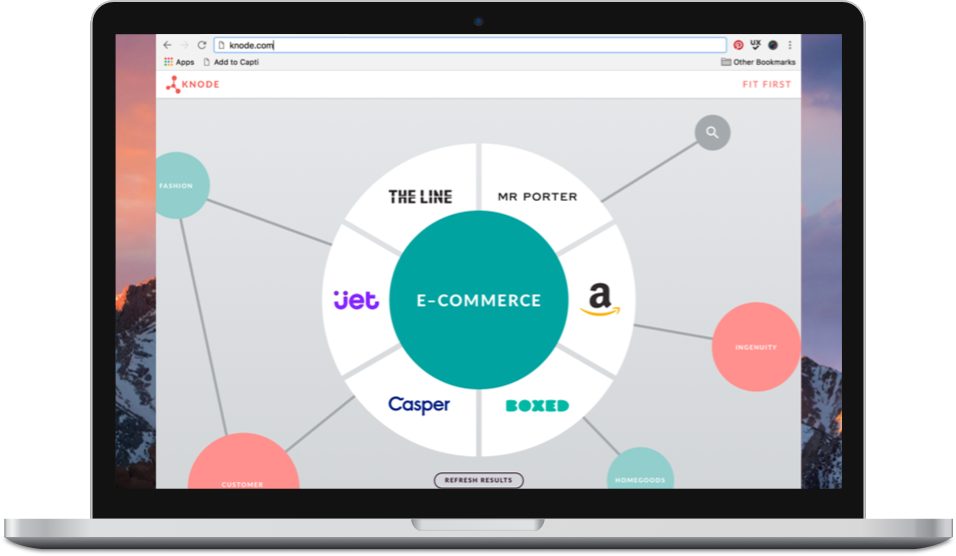 knode.com
UX
Apps
Add to Capti
Other Bookmarks
KNODE
FIT FIRST
FASHION
THE LINE
MR PORTER
jet
E-COMMERCE
a
INGENUITY
Casper
BOXED
REFRESH RESULTS
CUSTOMER
HOMEGOODS